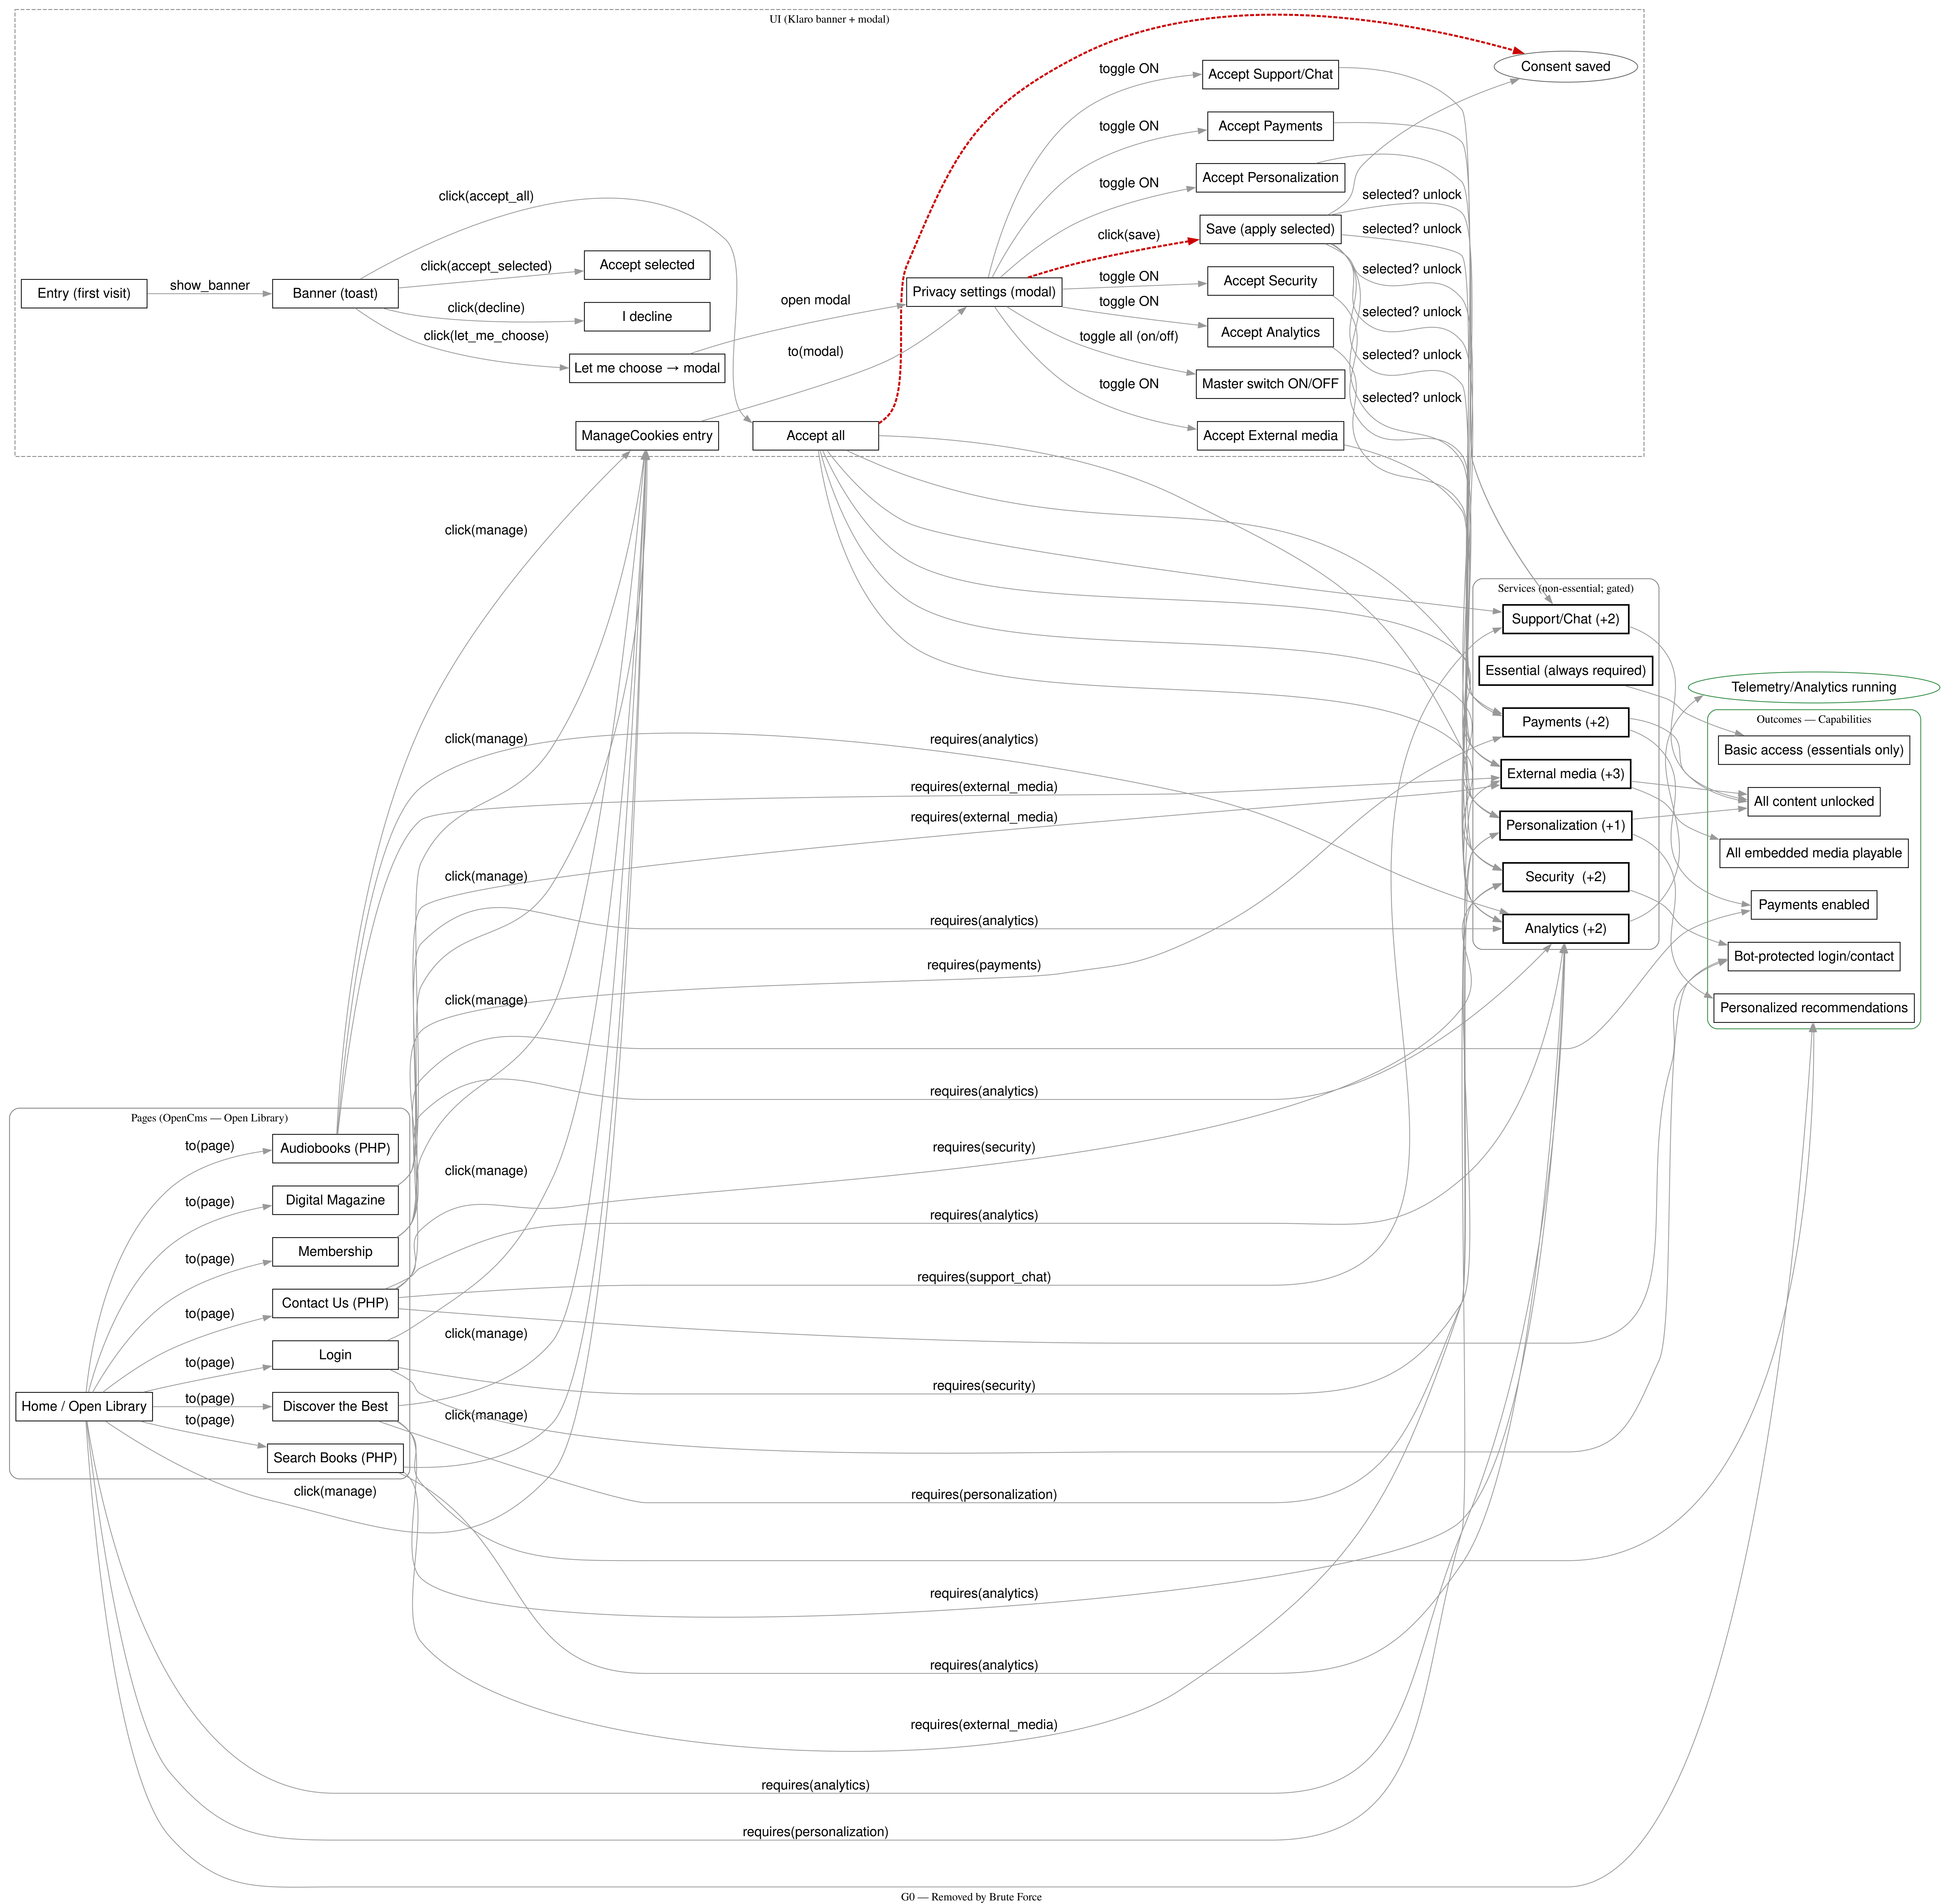 UI (Klaro banner + modal)
Consent saved
toggle ON
Accept Support/Chat
toggle ON
Accept Payments
toggle ON
Accept Personalization
click(accept_all)
selected? unlock
click(save)
Save (apply selected)
selected? unlock
click(accept_selected)
Accept selected
toggle ON
Accept Security
selected? unlock
Entry (first visit)
show_banner
Banner (toast)
open modal
Privacy settings (modal)
toggle ON
click(decline)
I decline
selected? unlock
Accept Analytics
click(let_me_choose)
toggle all (on/off)
to(modal)
selected? unlock
Let me choose → modal
toggle ON
Master switch ON/OFF
selected? unlock
ManageCookies entry
Accept all
Accept External media
click(manage)
Services (non-essential; gated)
Support/Chat (+2)
Essential (always required)
Telemetry/Analytics running
Outcomes — Capabilities
Payments (+2)
click(manage)
requires(analytics)
Basic access (essentials only)
External media (+3)
requires(external_media)
All content unlocked
requires(external_media)
Personalization (+1)
All embedded media playable
click(manage)
Security  (+2)
Payments enabled
requires(analytics)
Analytics (+2)
Bot-protected login/contact
requires(payments)
click(manage)
Personalized recommendations
requires(analytics)
Pages (OpenCms — Open Library)
to(page)
Audiobooks (PHP)
requires(security)
click(manage)
to(page)
Digital Magazine
requires(analytics)
to(page)
Membership
requires(support_chat)
to(page)
Contact Us (PHP)
click(manage)
to(page)
Login
requires(security)
Home / Open Library
to(page)
Discover the Best
to(page)
click(manage)
Search Books (PHP)
click(manage)
requires(personalization)
requires(analytics)
requires(analytics)
requires(external_media)
requires(analytics)
requires(personalization)
G0 — Removed by Brute Force